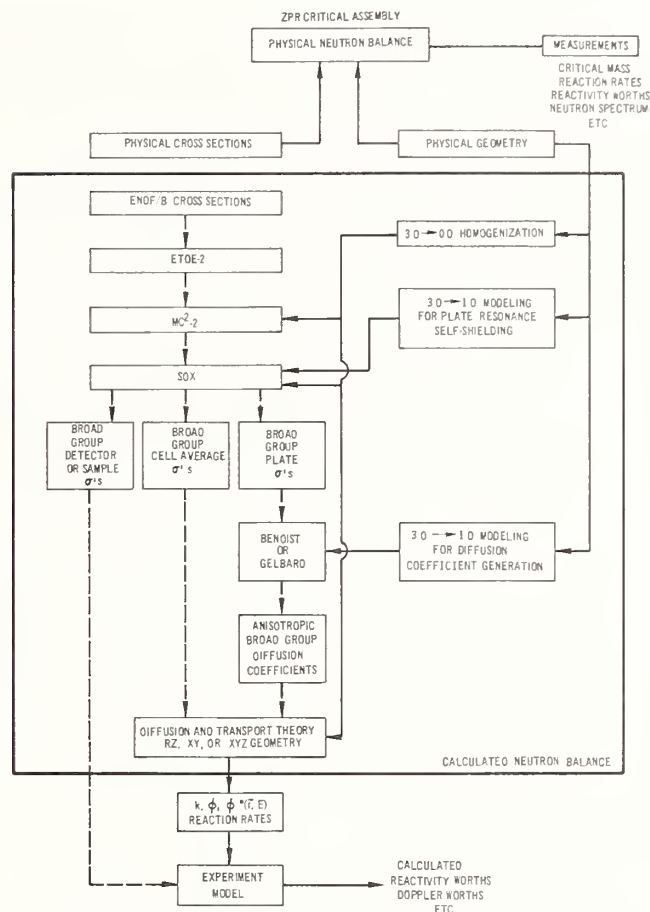 ZPR CRITICAL ASSEMBLY
PHYSICAL NEUTRON BALANCE
MEASUREMENTS
CRITICAL MASS
REACTION RATES
REACTIVITY WORTHS
NEUTRON SPECTRUM
ETC
PHYSICAL CROSS SECTIONS
PHYSICAL GEOMETRY
ENDF/B CROSS SECTIONS
3D → 0D HOMOGENIZATION
ETOE-2
MC²-2
3D → 1D MODELING
FOR PLATE RESONANCE
SELF-SHIELDING
SDX
BROAD
GROUP
DETECTOR
OR SAMPLE
σ's
BROAD
GROUP
CELL AVERAGE
σ's
BROAD
GROUP
PLATE
σ's
BENOIST
OR
GELBARD
3D → 1D MODELING
FOR DIFFUSION
COEFFICIENT GENERATION
ANISOTROPIC
BROAD GROUP
DIFFUSION
COEFFICIENTS
DIFFUSION AND TRANSPORT THEORY
RZ, XY, OR XYZ GEOMETRY
CALCULATED NEUTRON BALANCE
k, ϕ, ϕ*(r̄, E)
REACTION RATES
EXPERIMENT
MODEL
CALCULATED
REACTIVITY WORTHS
DOPPLER WORTHS
ETC